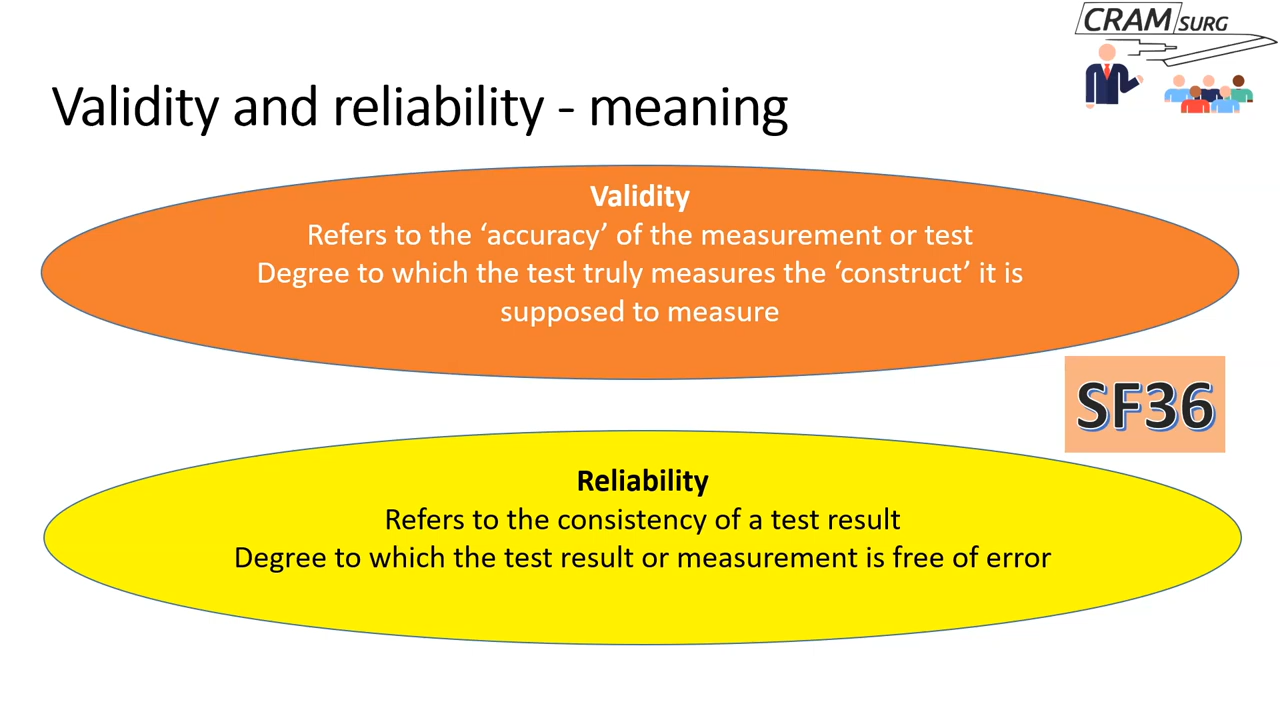 CRAM SURG
Validity and reliability - meaning
Validity
Refers to the ‘accuracy’ of the measurement or test
Degree to which the test truly measures the ‘construct’ it is
supposed to measure
SF36
Reliability
Refers to the consistency of a test result
Degree to which the test result or measurement is free of error